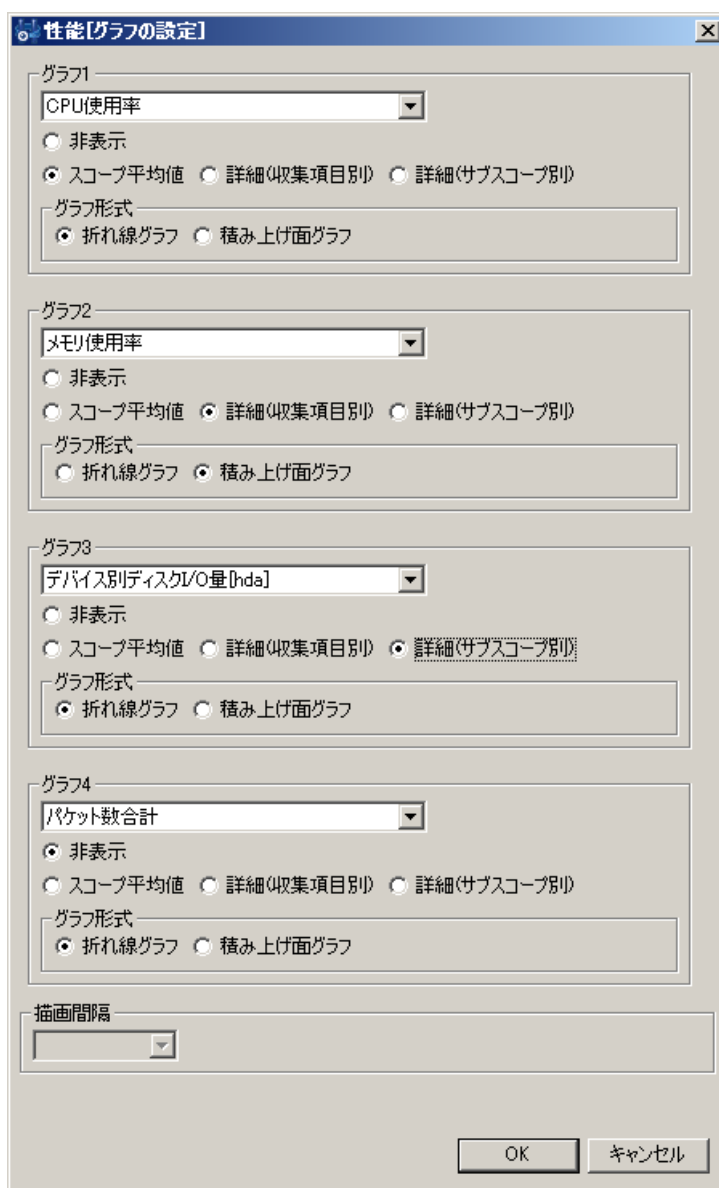 性能[グラフの設定]
グラフ1
CPU使用率
非表示
スコープ平均値 詳細(収集項目別) 詳細(サブスコープ別)
グラフ形式
折れ線グラフ 積み上げ面グラフ
グラフ2
メモリ使用率
非表示
スコープ平均値 詳細(収集項目別) 詳細(サブスコープ別)
グラフ形式
折れ線グラフ 積み上げ面グラフ
グラフ3
デバイス別ディスクI/O量[hda]
非表示
スコープ平均値 詳細(収集項目別) 詳細(サブスコープ別)
グラフ形式
折れ線グラフ 積み上げ面グラフ
グラフ4
パケット数合計
非表示
スコープ平均値 詳細(収集項目別) 詳細(サブスコープ別)
グラフ形式
折れ線グラフ 積み上げ面グラフ
描画間隔
OK キャンセル